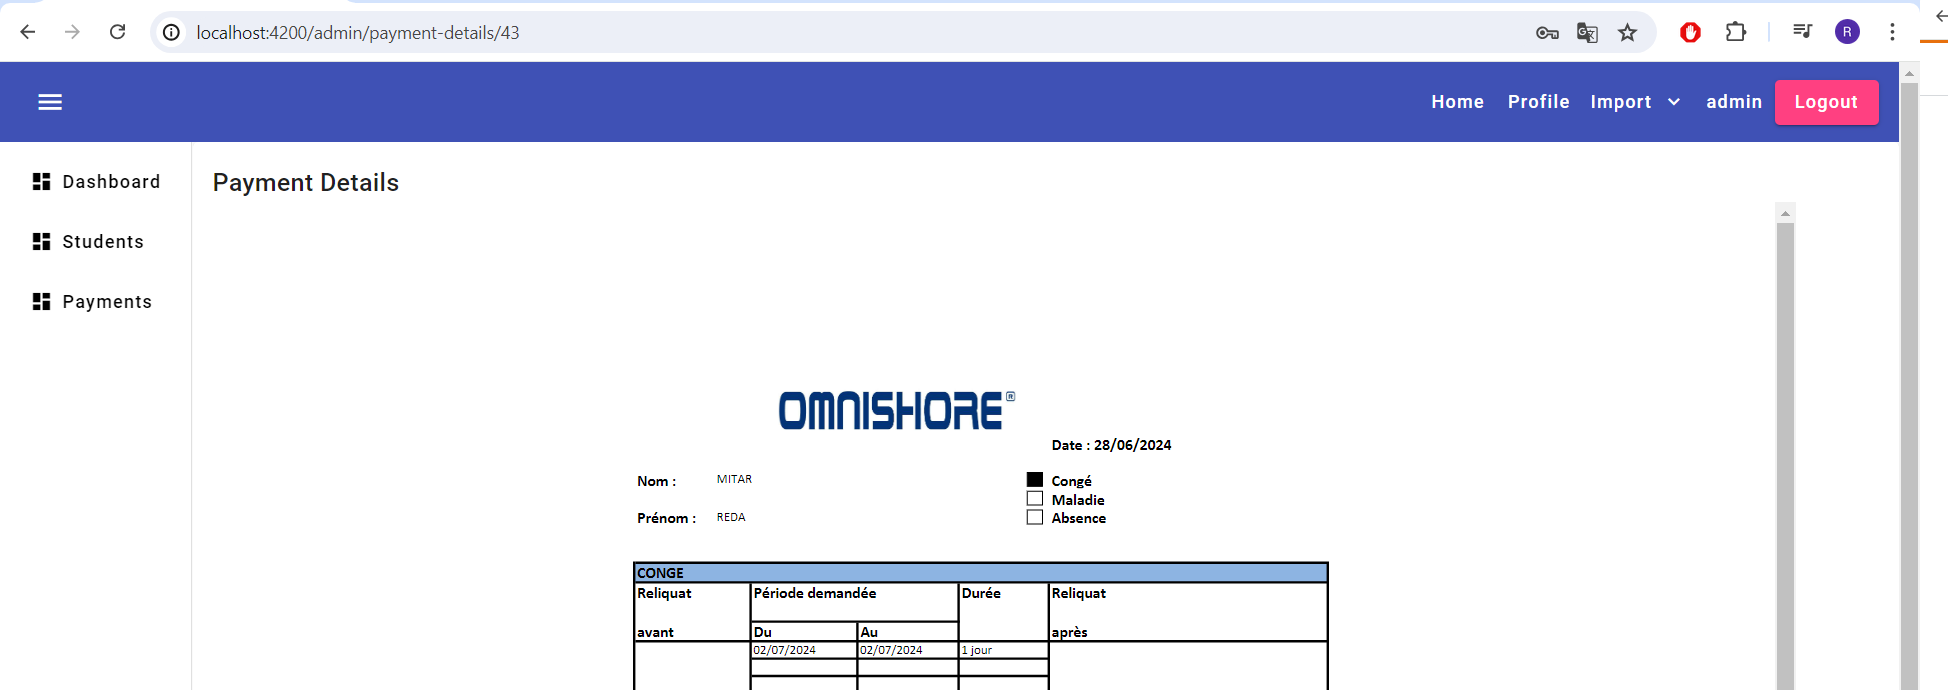 localhost:4200/admin/payment-details/43
R
Home Profile Import admin Logout
Dashboard
Students
Payments
Payment Details
OMNISHORE®
Date : 28/06/2024
Nom : MITAR
Congé
Maladie
Prénom : REDA
Absence
CONGE
Reliquat Période demandée Durée Reliquat
avant Du Au après
02/07/2024 02/07/2024 1 jour